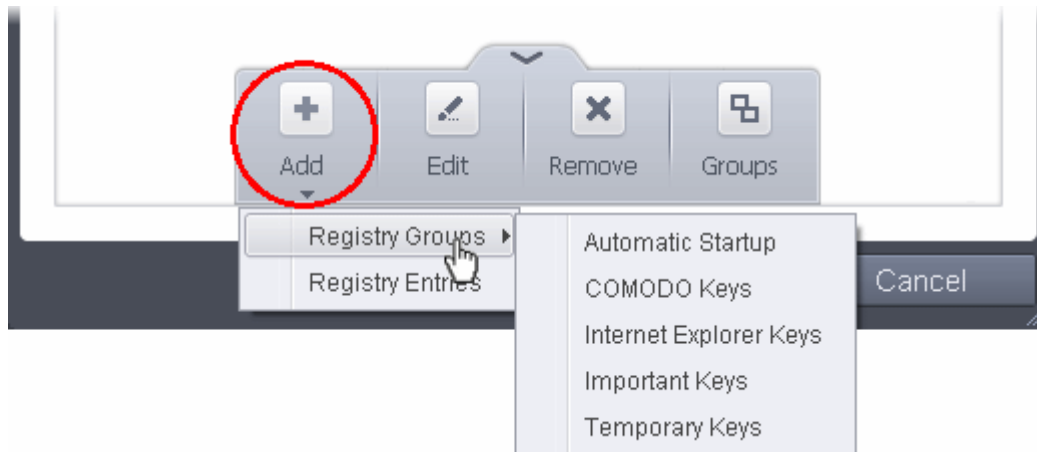 Add Edit Remove Groups
Registry Groups
Registry Entries
Automatic Startup
COMODO Keys
Internet Explorer Keys
Important Keys
Temporary Keys
Cancel